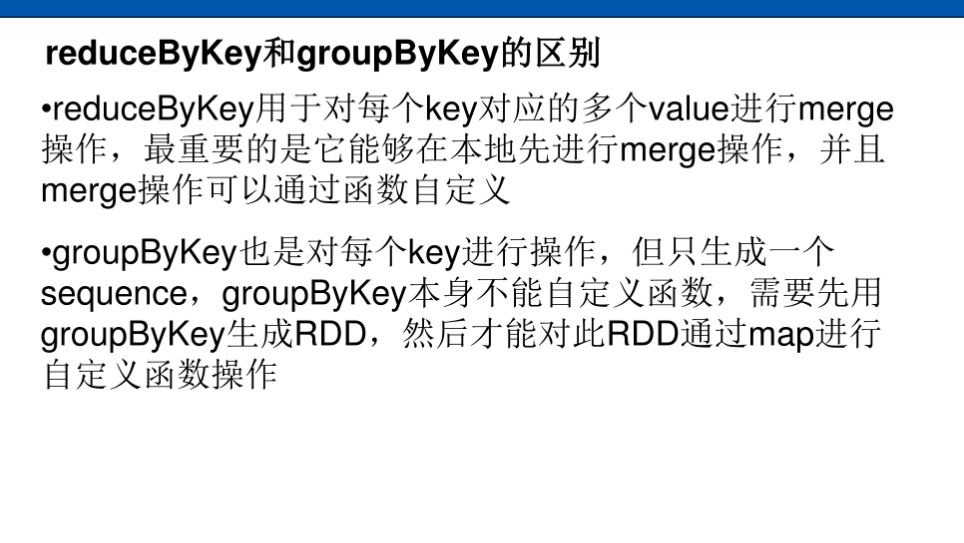 reduceByKey和groupByKey的区别
•reduceByKey用于对每个key对应的多个value进行merge
操作，最重要的是它能够在本地先进行merge操作，并且
merge操作可以通过函数自定义
•groupByKey也是对每个key进行操作，但只生成一个
sequence，groupByKey本身不能自定义函数，需要先用
groupByKey生成RDD，然后才能对此RDD通过map进行
自定义函数操作